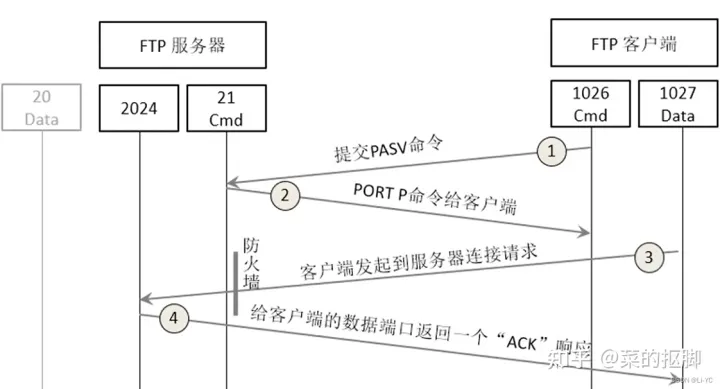 FTP 服务器
FTP 客户端
20
Data
2024
21
Cmd
1026
Cmd
1027
Data
提交PASV命令
1
2
PORT P命令给客户端
防火墙
客户端发起到服务器连接请求
3
4
给客户端的数据端口返回一个“ACK”响应
知乎 @菜的抠脚
CSDN @Li-YD